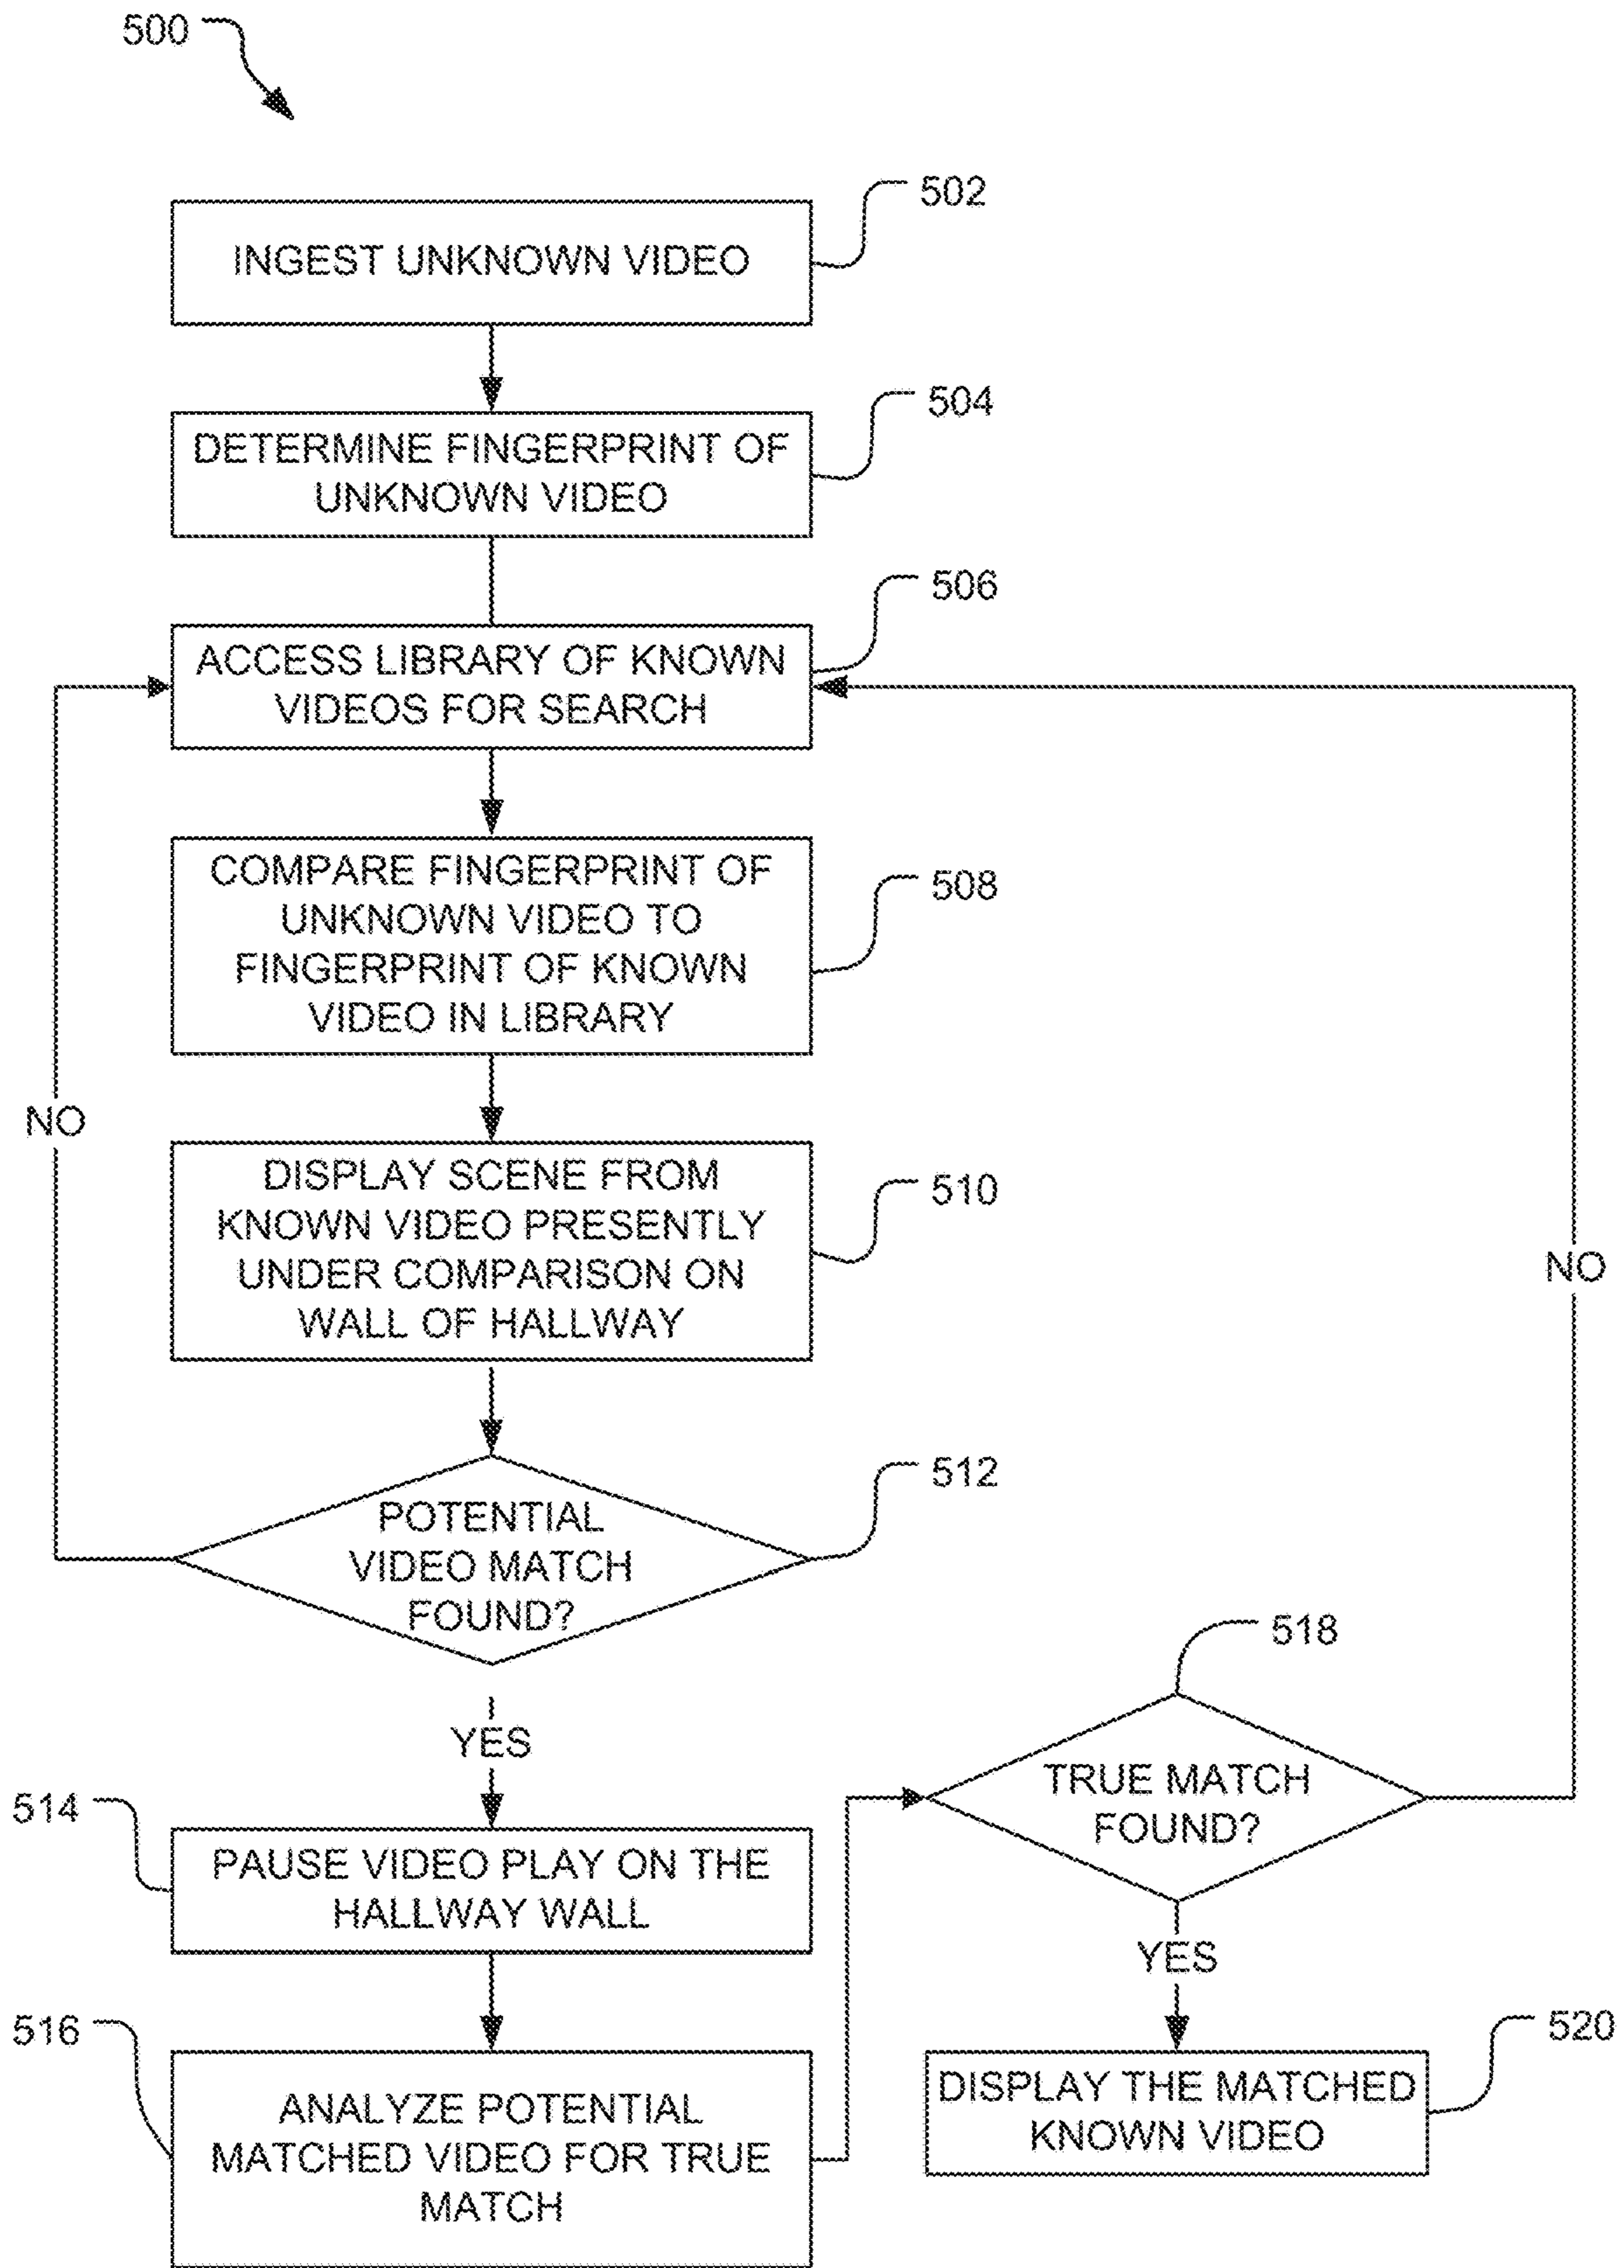 500
502
INGEST UNKNOWN VIDEO
504
DETERMINE FINGERPRINT OF
UNKNOWN VIDEO
506
ACCESS LIBRARY OF KNOWN
VIDEOS FOR SEARCH
508
COMPARE FINGERPRINT OF
UNKNOWN VIDEO TO
FINGERPRINT OF KNOWN
VIDEO IN LIBRARY
NO
510
DISPLAY SCENE FROM
KNOWN VIDEO PRESENTLY
UNDER COMPARISON ON
WALL OF HALLWAY
NO
512
POTENTIAL
VIDEO MATCH
FOUND?
YES
514
PAUSE VIDEO PLAY ON THE
HALLWAY WALL
516
ANALYZE POTENTIAL
MATCHED VIDEO FOR TRUE
MATCH
518
TRUE MATCH
FOUND?
YES
520
DISPLAY THE MATCHED
KNOWN VIDEO